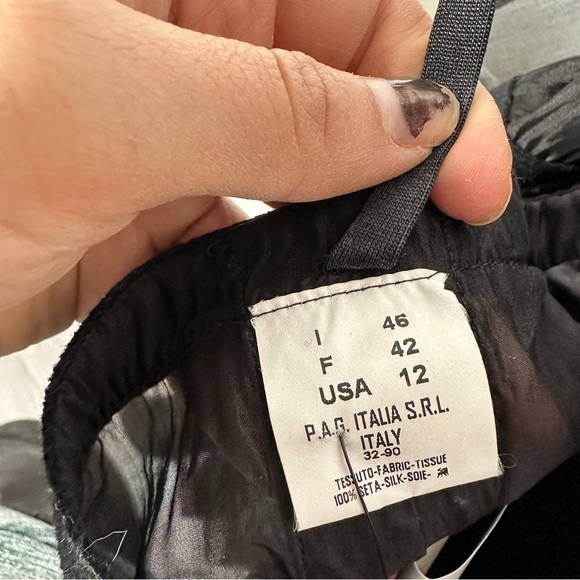 I 46
F 42
USA 12
P.A.G. ITALIA S.R.L.
ITALY
32-90
TESSUTO-FABRIC-TISSUE
100% SETA-SILK-SOIE-